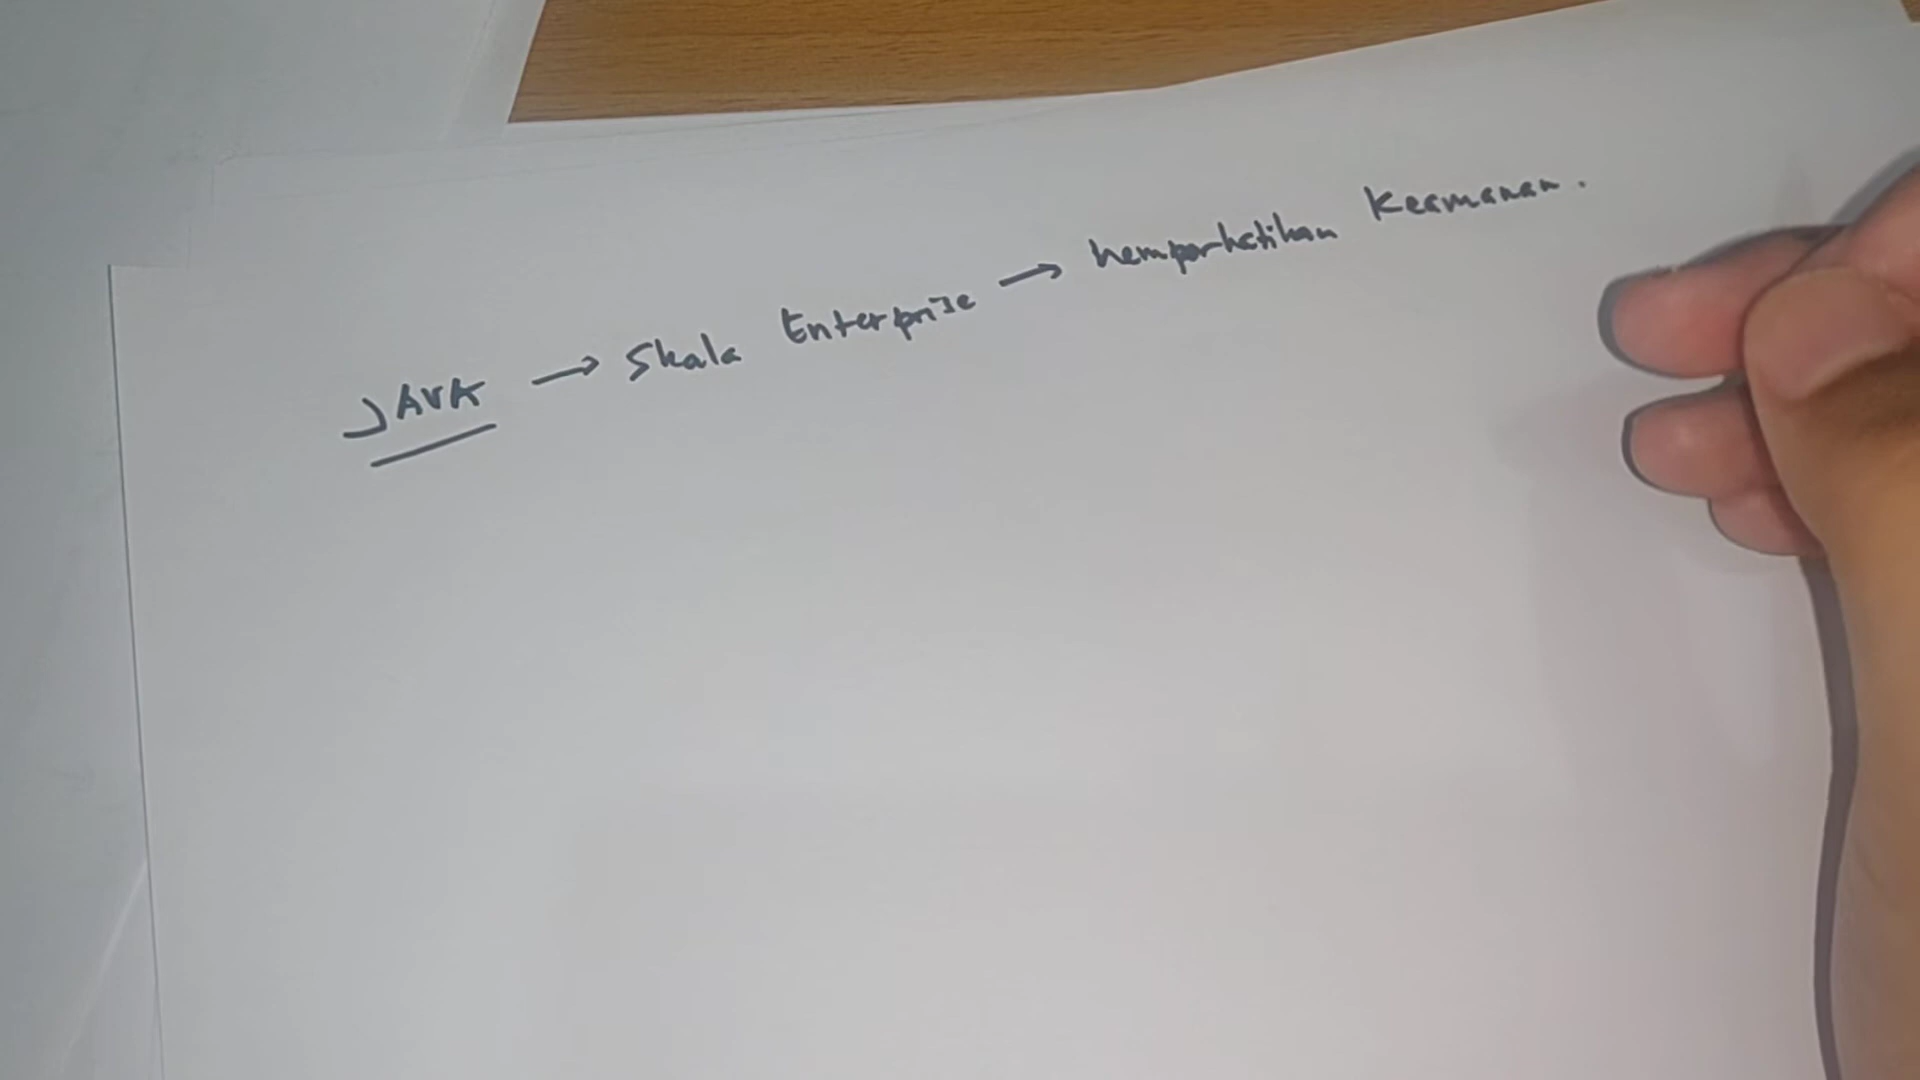 JAVA → Skala Enterprise → memperhatikan Keamanan.